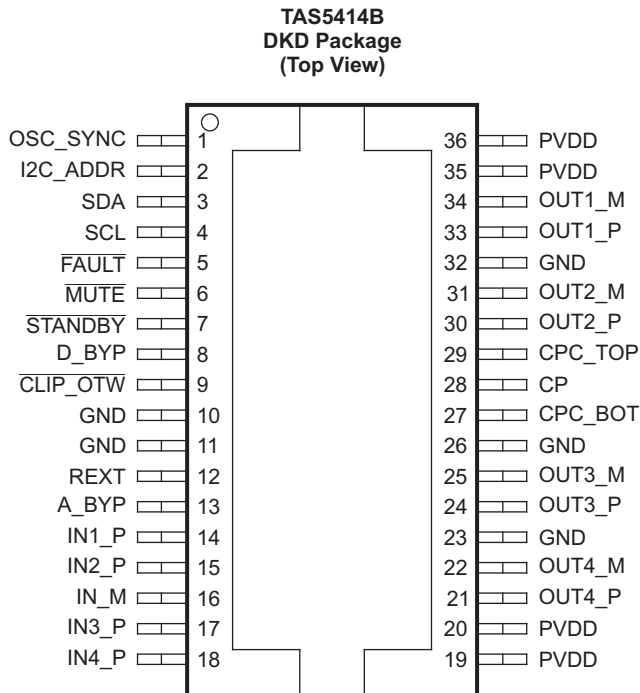 TAS5414B
DKD Package
(Top View)
OSC_SYNC 1 36 PVDD
I2C_ADDR 2 35 PVDD
SDA 3 34 OUT1_M
SCL 4 33 OUT1_P
FAULT 5 32 GND
MUTE 6 31 OUT2_M
STANDBY 7 30 OUT2_P
D_BYP 8 29 CPC_TOP
CLIP_OTW 9 28 CP
GND 10 27 CPC_BOT
GND 11 26 GND
REXT 12 25 OUT3_M
A_BYP 13 24 OUT3_P
IN1_P 14 23 GND
IN2_P 15 22 OUT4_M
IN_M 16 21 OUT4_P
IN3_P 17 20 PVDD
IN4_P 18 19 PVDD